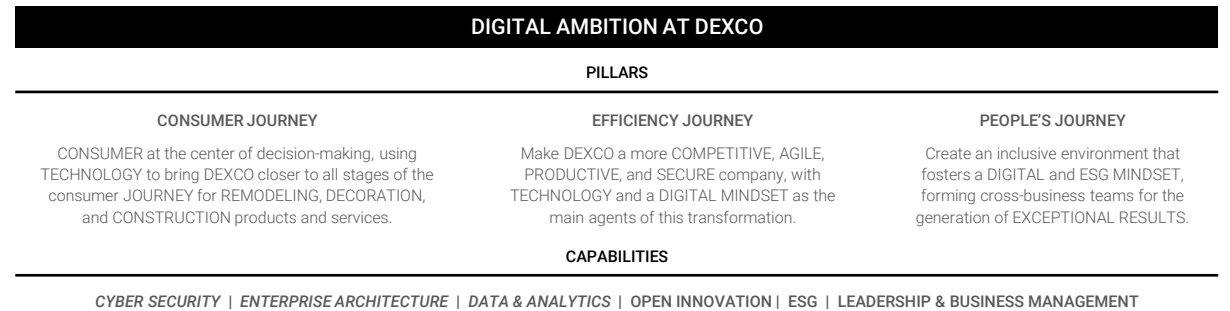 DIGITAL AMBITION AT DEXCO
PILLARS
CONSUMER JOURNEY
CONSUMER at the center of decision-making, using
TECHNOLOGY to bring DEXCO closer to all stages of the
consumer JOURNEY for REMODELING, DECORATION,
and CONSTRUCTION products and services.
EFFICIENCY JOURNEY
Make DEXCO a more COMPETITIVE, AGILE,
PRODUCTIVE, and SECURE company, with
TECHNOLOGY and a DIGITAL MINDSET as the
main agents of this transformation.
PEOPLE'S JOURNEY
Create an inclusive environment that
fosters a DIGITAL and ESG MINDSET,
forming cross-business teams for the
generation of EXCEPTIONAL RESULTS.
CAPABILITIES
CYBER SECURITY | ENTERPRISE ARCHITECTURE | DATA & ANALYTICS | OPEN INNOVATION | ESG | LEADERSHIP & BUSINESS MANAGEMENT